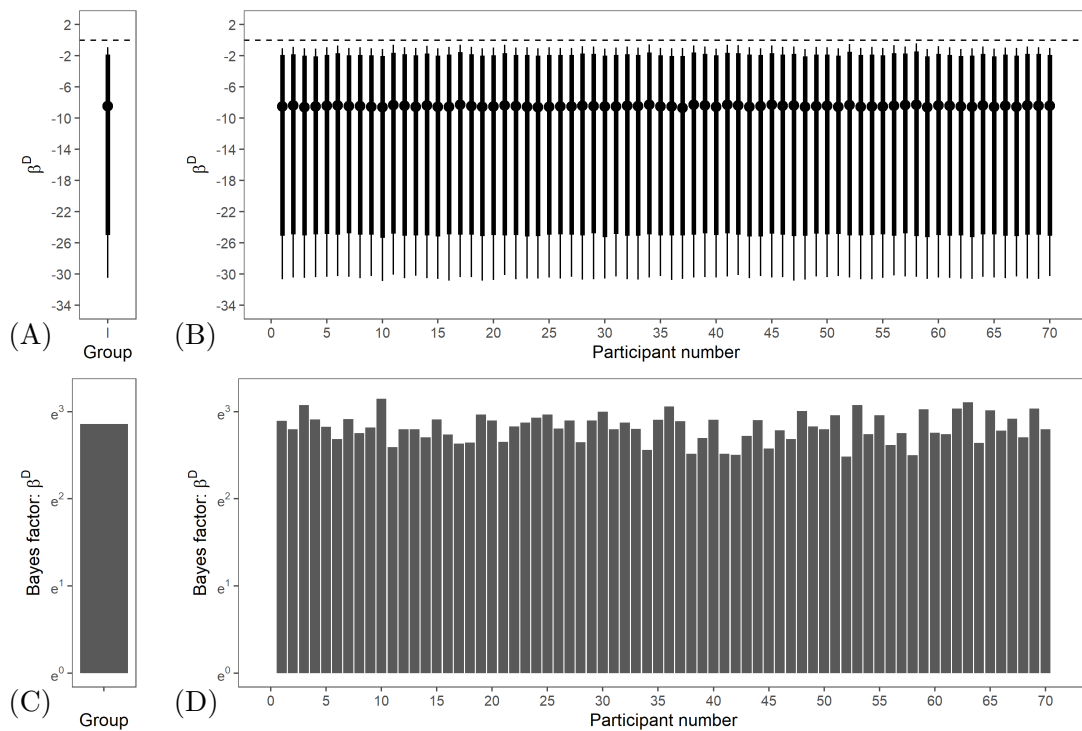 2
-2
-6
-10
-14
-18
-22
-26
-30
-34
β^D
Group
(A)
2
-2
-6
-10
-14
-18
-22
-26
-30
-34
β^D
0 5 10 15 20 25 30 35 40 45 50 55 60 65 70
Participant number
(B)
e^3
e^2
e^1
e^0
Bayes factor: β^D
Group
(C)
e^3
e^2
e^1
e^0
Bayes factor: β^D
0 5 10 15 20 25 30 35 40 45 50 55 60 65 70
Participant number
(D)